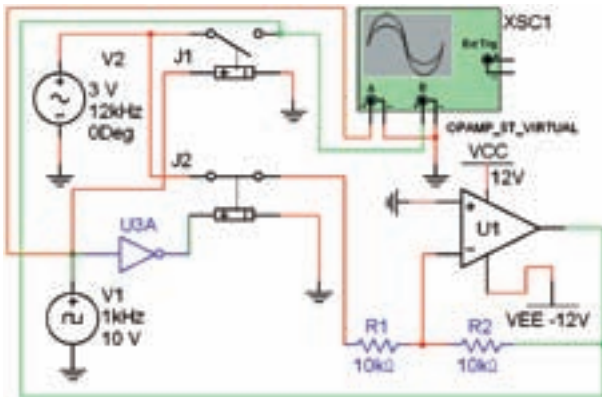 XSC1
Ext Trig
A
B
V2
3 V
12kHz
0Deg
J1
J2
OPAMP_5T_VIRTUAL
VCC
12V
U1
VEE -12V
U3A
V1
1kHz
10 V
R1
10kΩ
R2
10kΩ